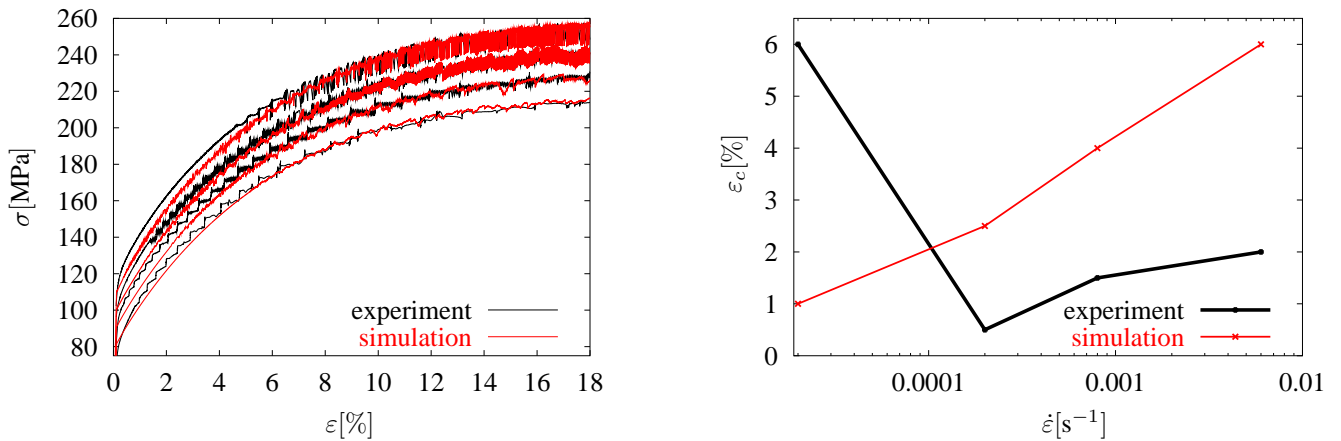 260
240
220
200
180
160
140
120
100
80
σ[MPa]
experiment
simulation
0 2 4 6 8 10 12 14 16 18
ε[%]
6
5
4
3
2
1
0
ε_c[%]
experiment
simulation
0.0001 0.001 0.01
ε̇[s⁻¹]